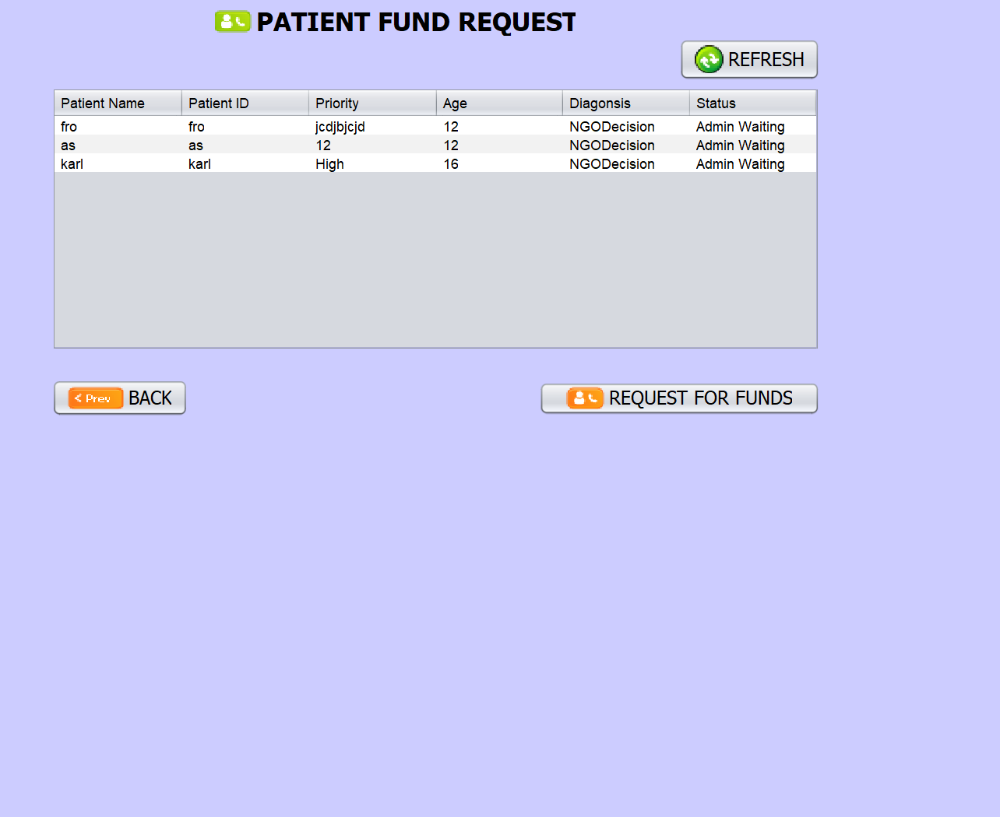 PATIENT FUND REQUEST
REFRESH
Patient Name Patient ID Priority Age Diagonsis Status
fro fro jcdjbjcjd 12 NGODecision Admin Waiting
as as 12 12 NGODecision Admin Waiting
karl karl High 16 NGODecision Admin Waiting
< Prev BACK REQUEST FOR FUNDS